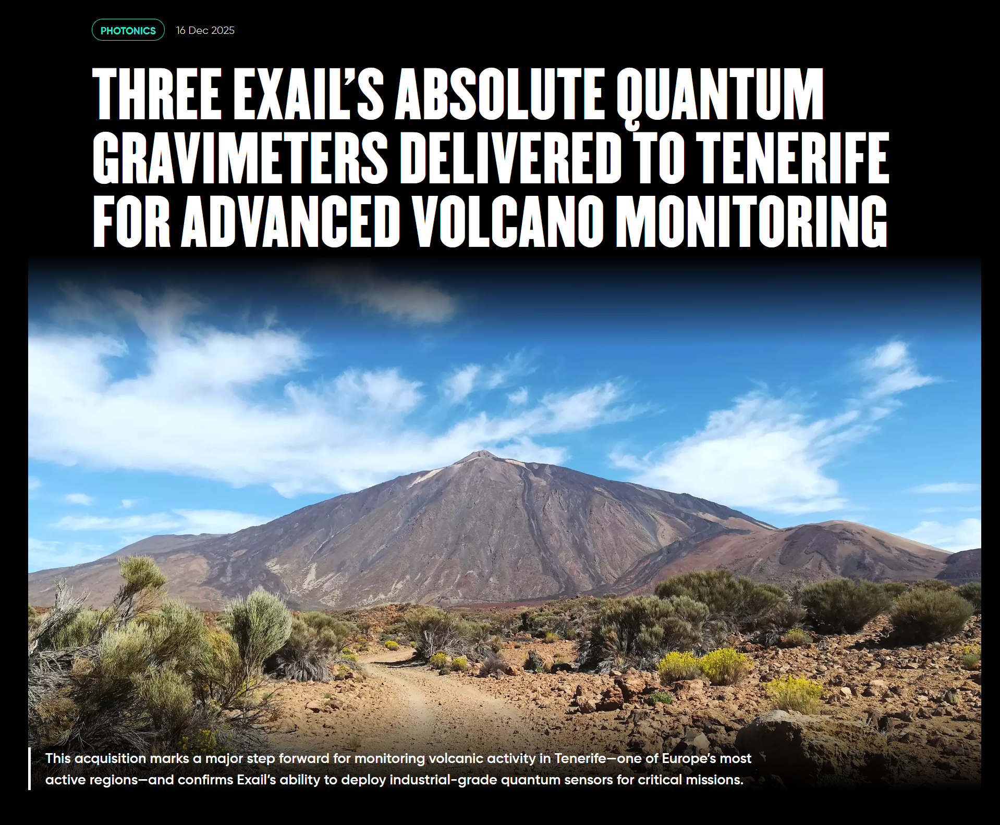 PHOTONICS
16 Dec 2025
THREE EXAIL’S ABSOLUTE QUANTUM
GRAVIMETERS DELIVERED TO TENERIFE
FOR ADVANCED VOLCANO MONITORING
This acquisition marks a major step forward for monitoring volcanic activity in Tenerife—one of Europe’s most
active regions—and confirms Exail’s ability to deploy industrial-grade quantum sensors for critical missions.